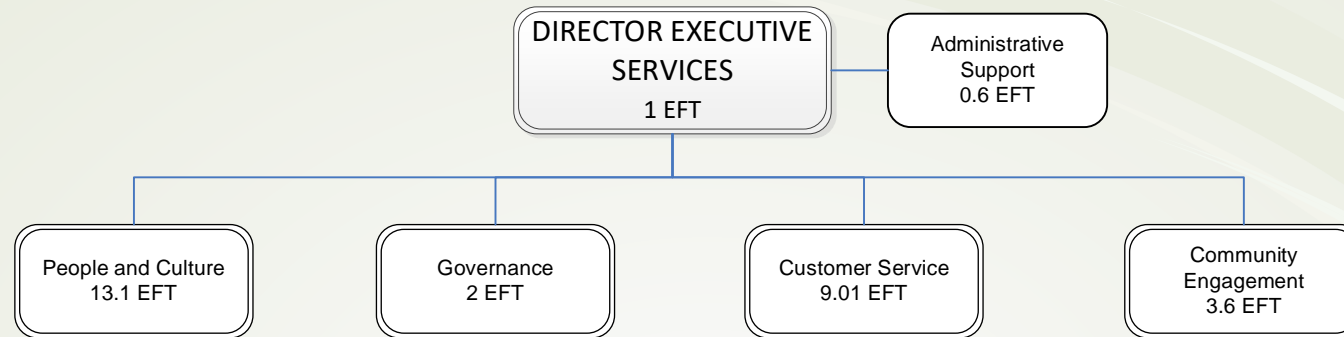 DIRECTOR EXECUTIVE
SERVICES
1 EFT
Administrative
Support
0.6 EFT
People and Culture
13.1 EFT
Governance
2 EFT
Customer Service
9.01 EFT
Community
Engagement
3.6 EFT